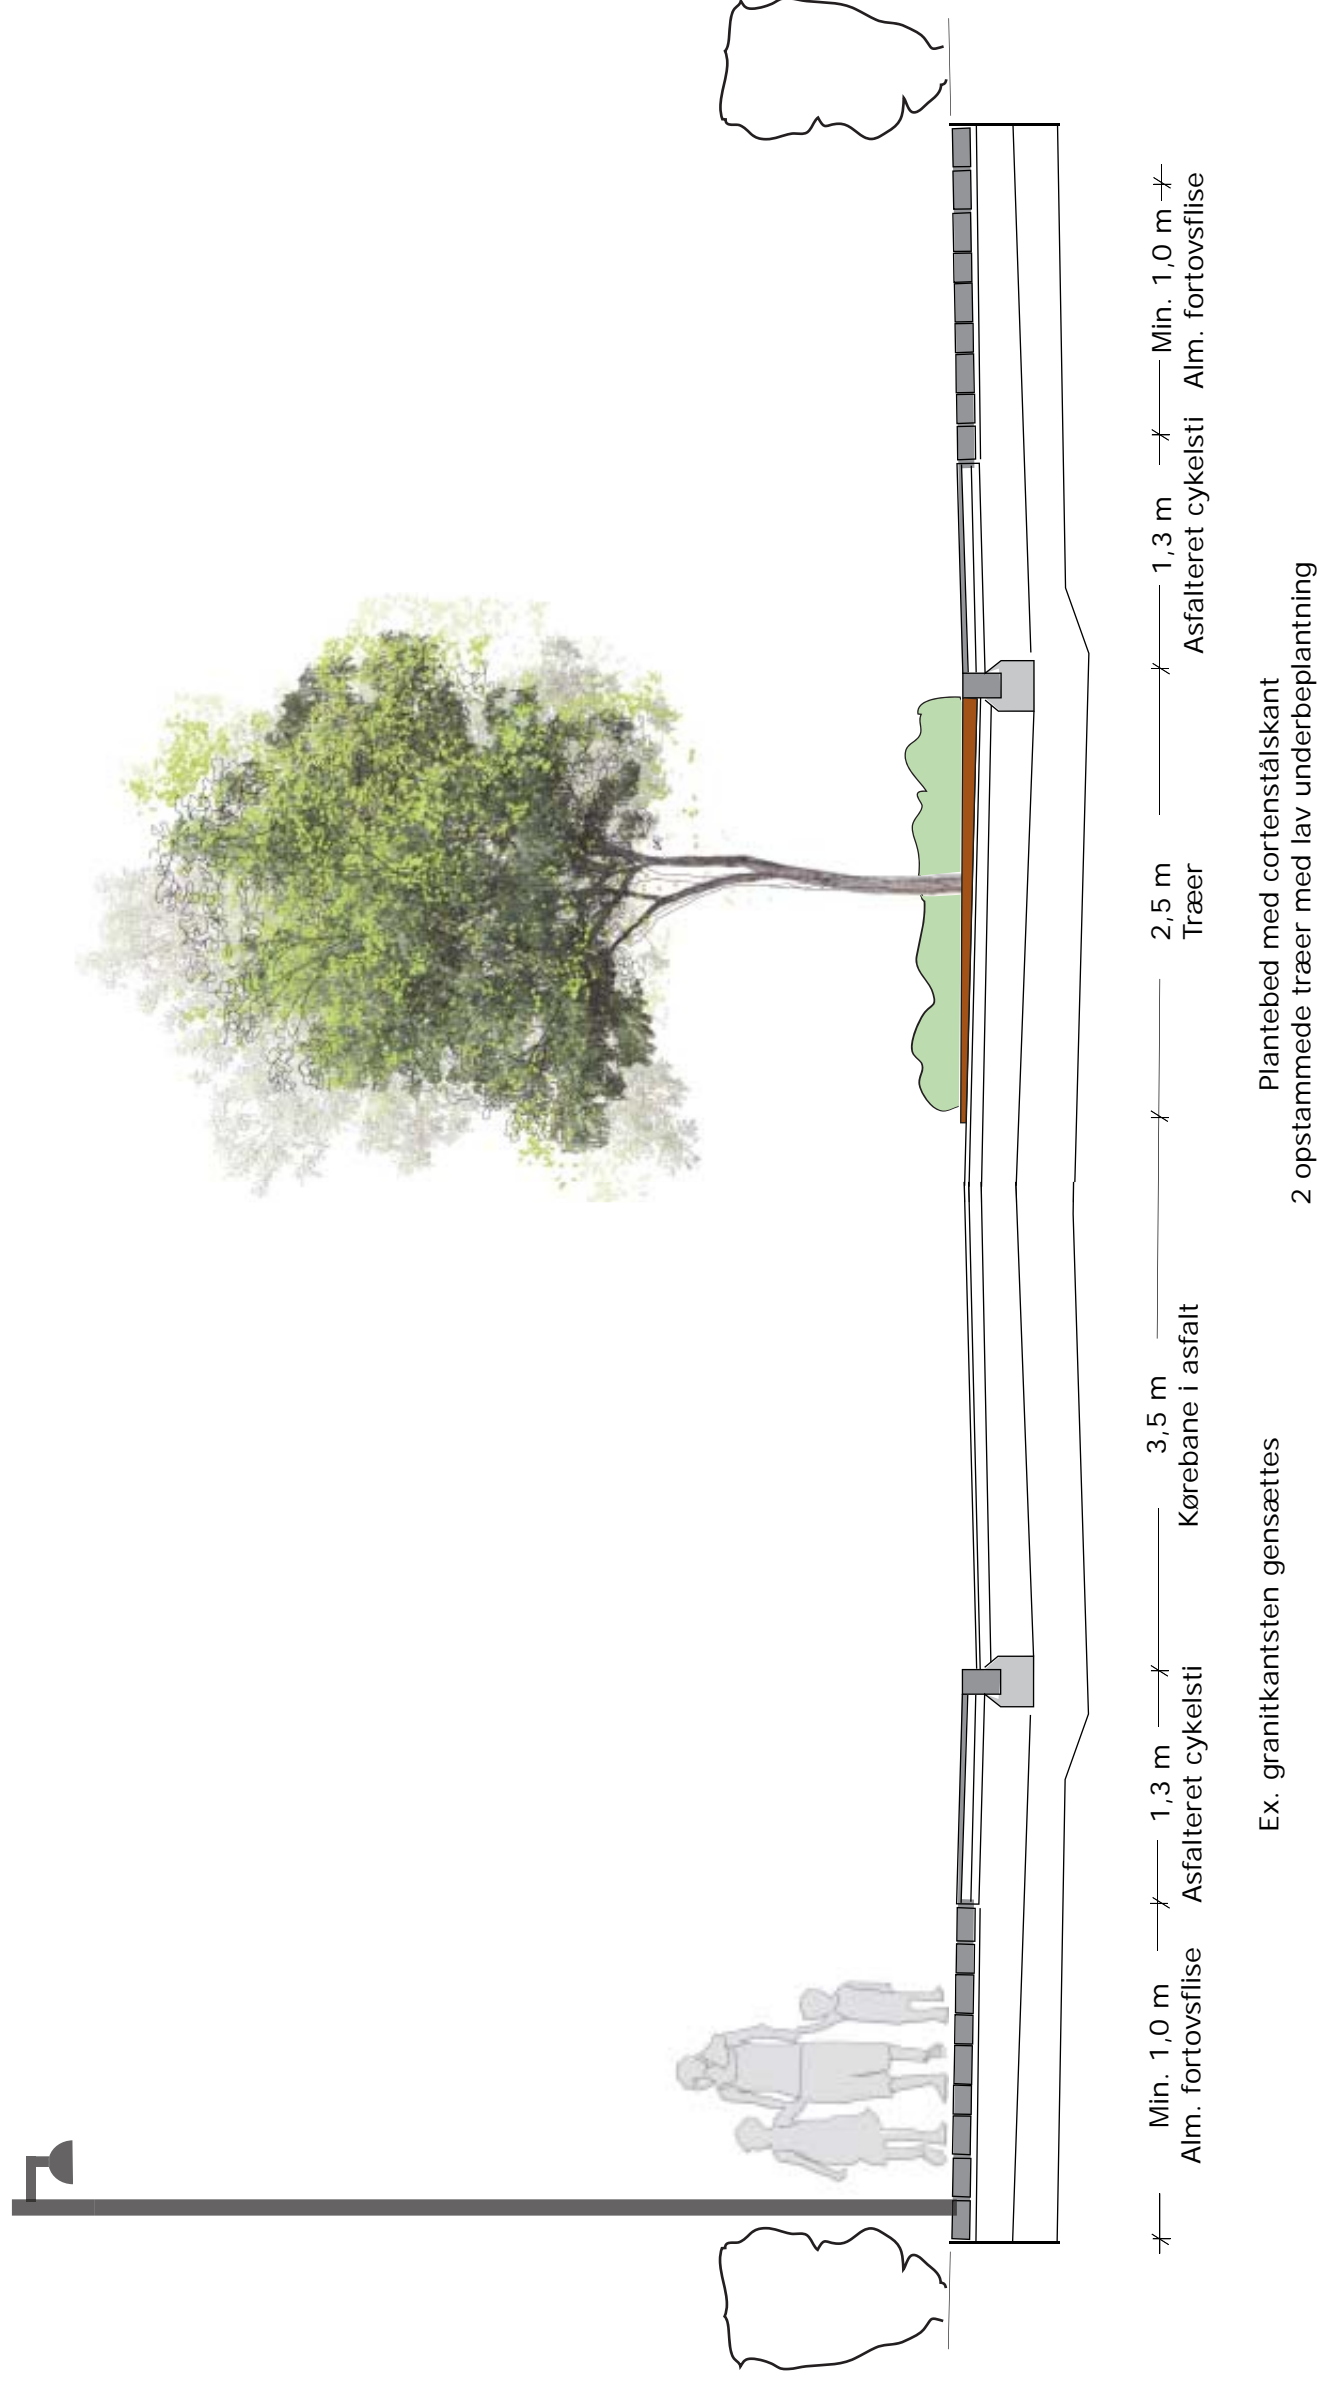 Min. 1,0 m
Alm. fortovsflise
1,3 m
Asfalteret cykelsti
3,5 m
Kørebane i asfalt
2,5 m
Træer
1,3 m
Asfalteret cykelsti
Min. 1,0 m
Alm. fortovsflise
Ex. granitkantsten gensættes
Plantebed med cortenstålskant
2 opstammede træer med lav underbeplantning